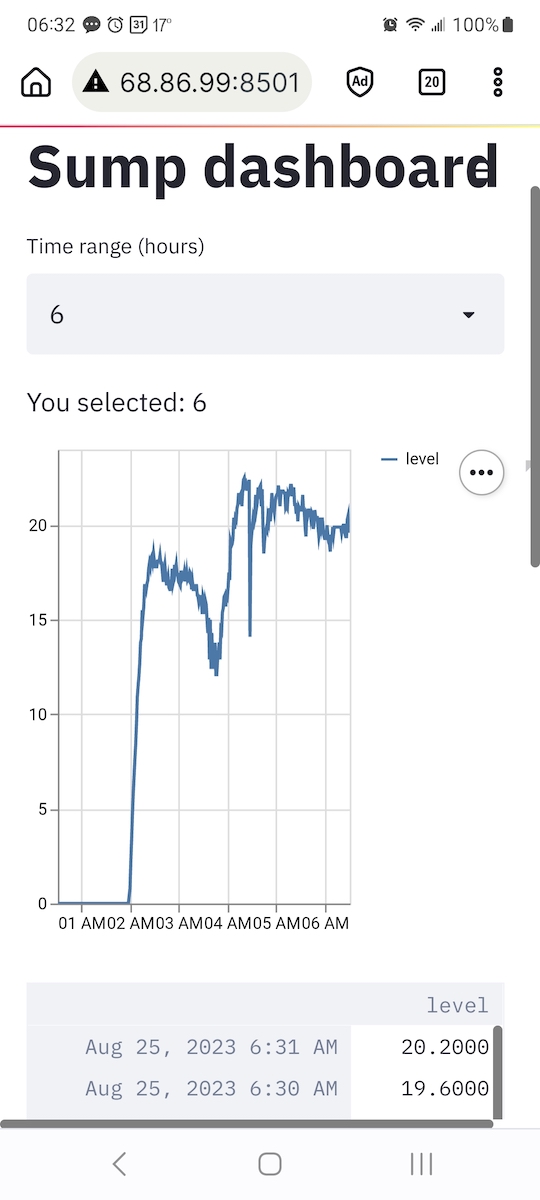 06:32 31 17°
100%
68.86.99:8501 Ad 20
Sump dashboard
Time range (hours)
6
You selected: 6
level
20
15
10
5
0
01 AM 02 AM 03 AM 04 AM 05 AM 06 AM
level
Aug 25, 2023 6:31 AM 20.2000
Aug 25, 2023 6:30 AM 19.6000